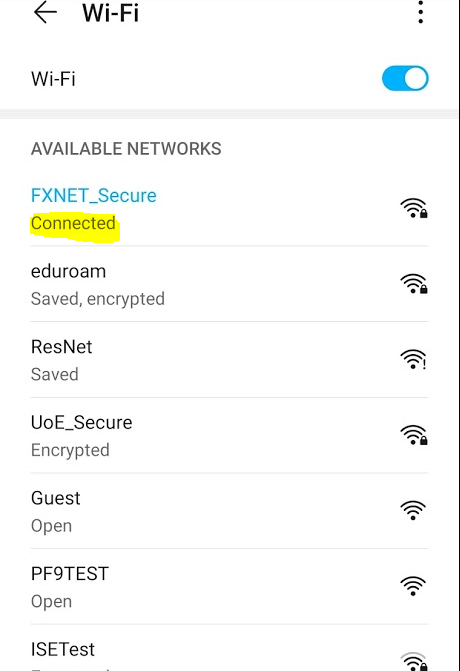 Wi-Fi
Wi-Fi
AVAILABLE NETWORKS
FXNET_Secure
Connected
eduroam
Saved, encrypted
ResNet
Saved
UoE_Secure
Encrypted
Guest
Open
PF9TEST
Open
ISETest